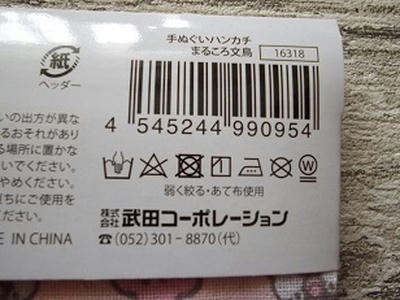 紙
ヘッダー
手ぬぐいハンカチ
まるころ文鳥
16318
4 545244 990954
いの出方が異な
るおそれがあり
る場所に置かな
いでください。
やめください。
直ちにご使用を
E IN CHINA
弱く絞る・あて布使用
株式会社 武田コーポレーション
☎(052)301-8870(代)